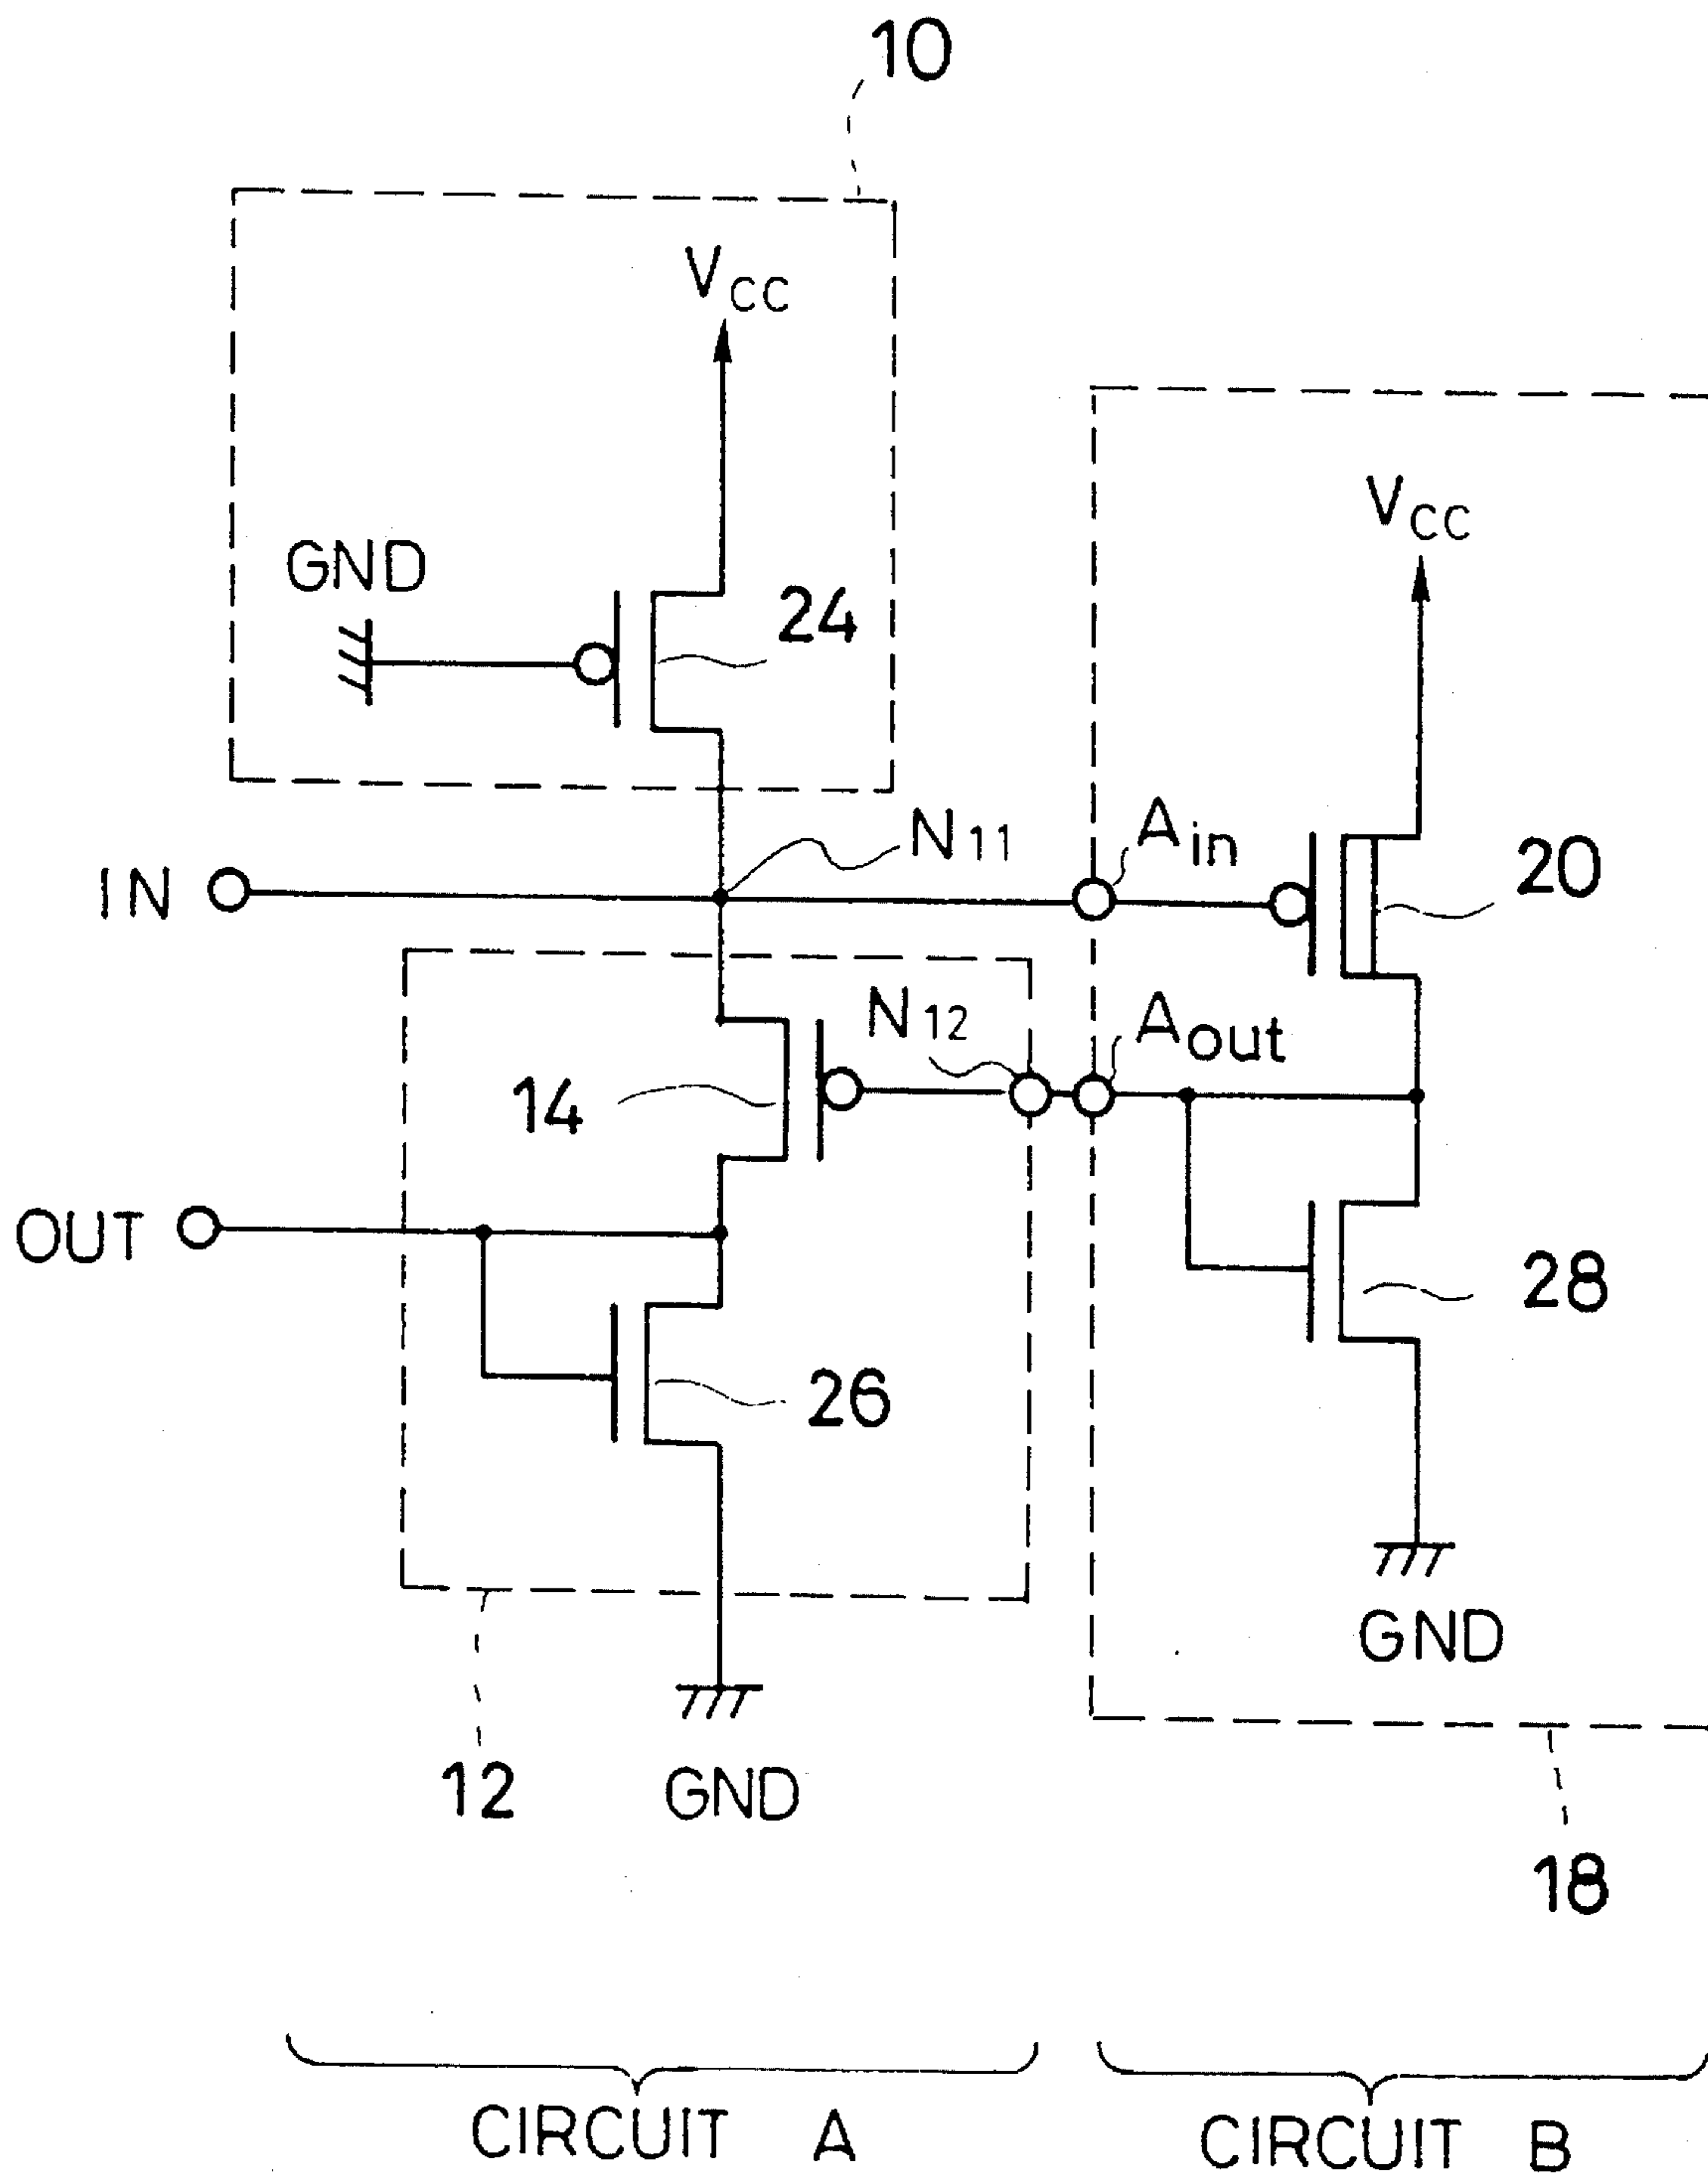 10
VCC
GND
24
VCC
IN
N11
Ain
20
N12
Aout
14
OUT
28
26
GND
12
GND
18
CIRCUIT A
CIRCUIT B